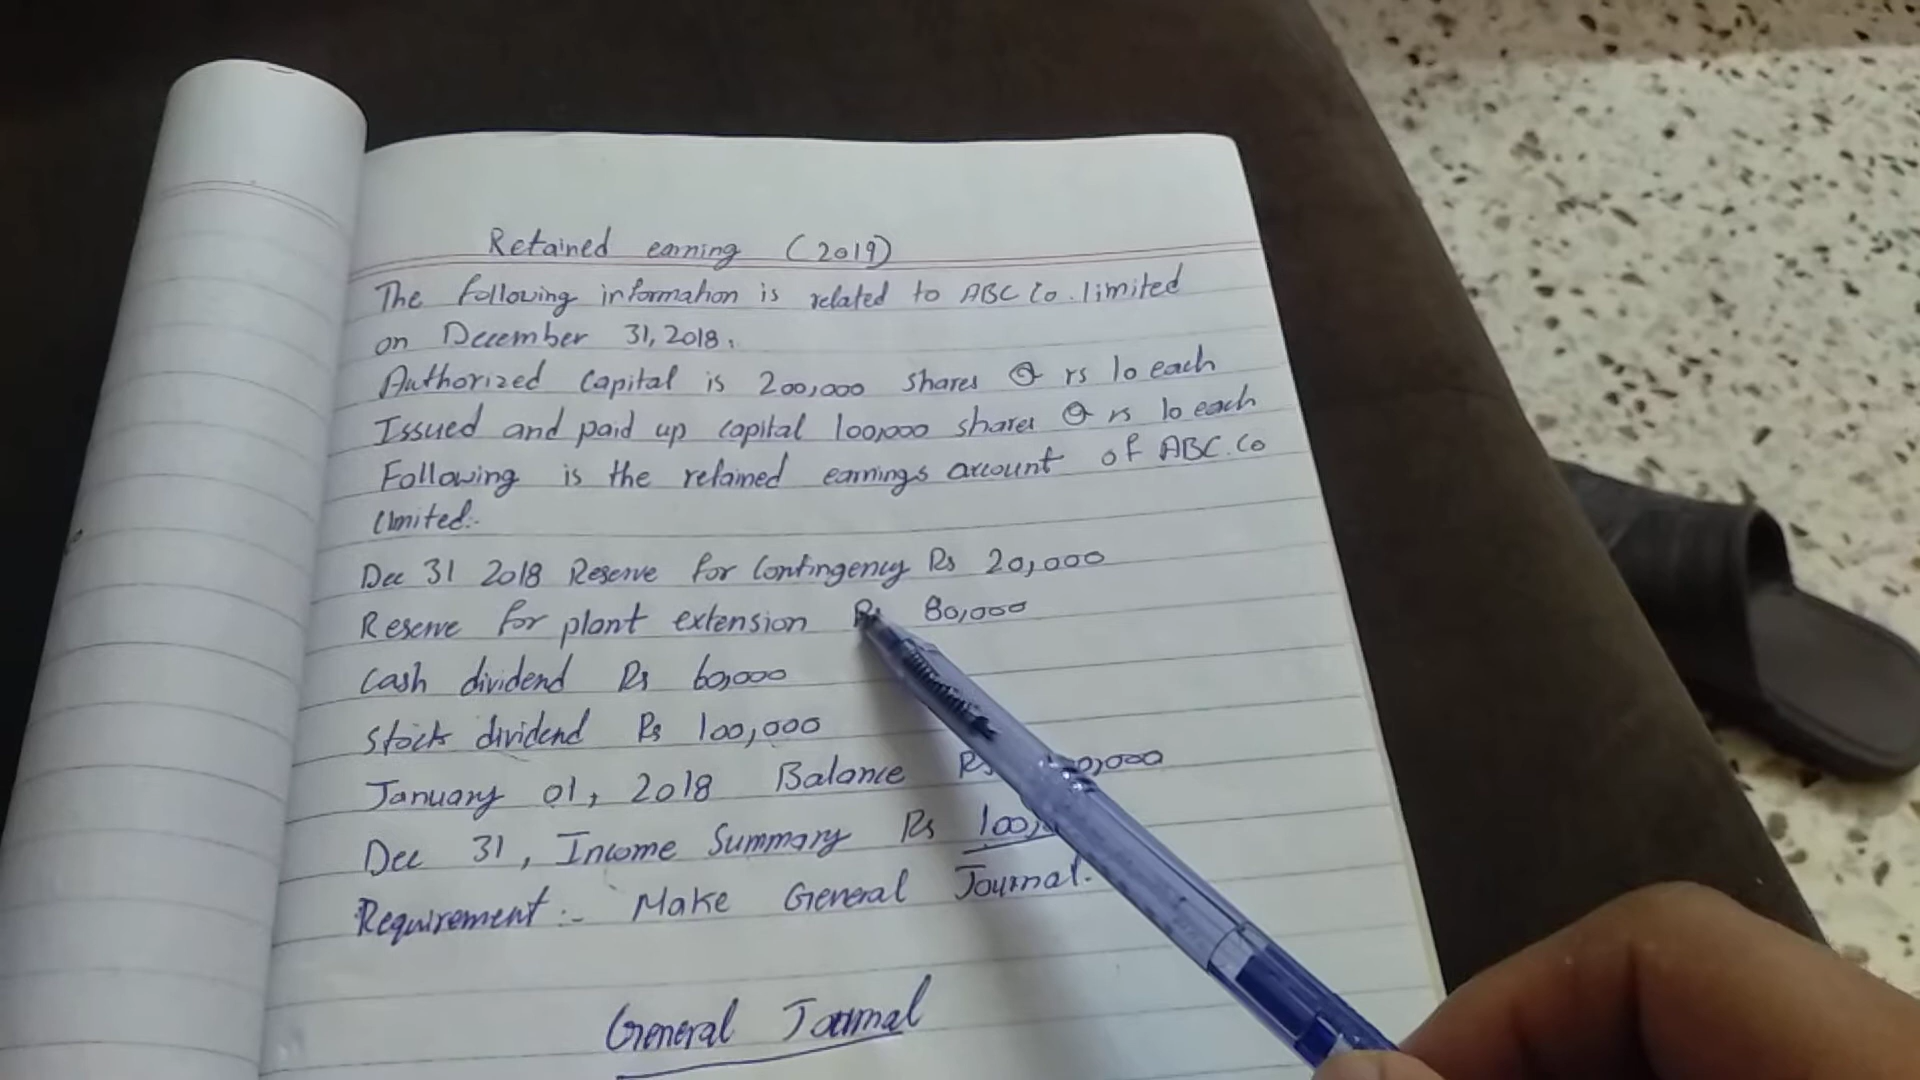 Retained earning (2019)
The following information is related to ABC Co. limited
on December 31, 2018.
Authorized Capital is 200,000 shares @ rs 10 each
Issued and paid up capital 100,000 shares @ rs 10 each
Following is the retained earnings account of ABC. Co
limited:-
Dec 31 2018 Reserve for Contingency Rs 20,000
Reserve for plant extension Rs 80,000
Cash dividend Rs 60,000
Stock dividend Rs 100,000
January 01, 2018 Balance
Dec 31, Income Summary Rs
Requirement:- Make General Journal.
General Journal